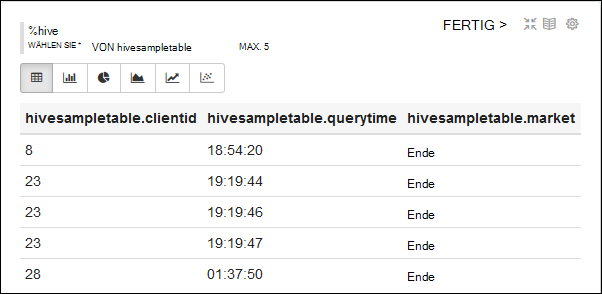 FERTIG >
%hive
WÄHLEN SIE * VON hivesampletable MAX. 5
hivesampletable.clientid hivesampletable.querytime hivesampletable.market
8 18:54:20 Ende
23 19:19:44 Ende
23 19:19:46 Ende
23 19:19:47 Ende
28 01:37:50 Ende